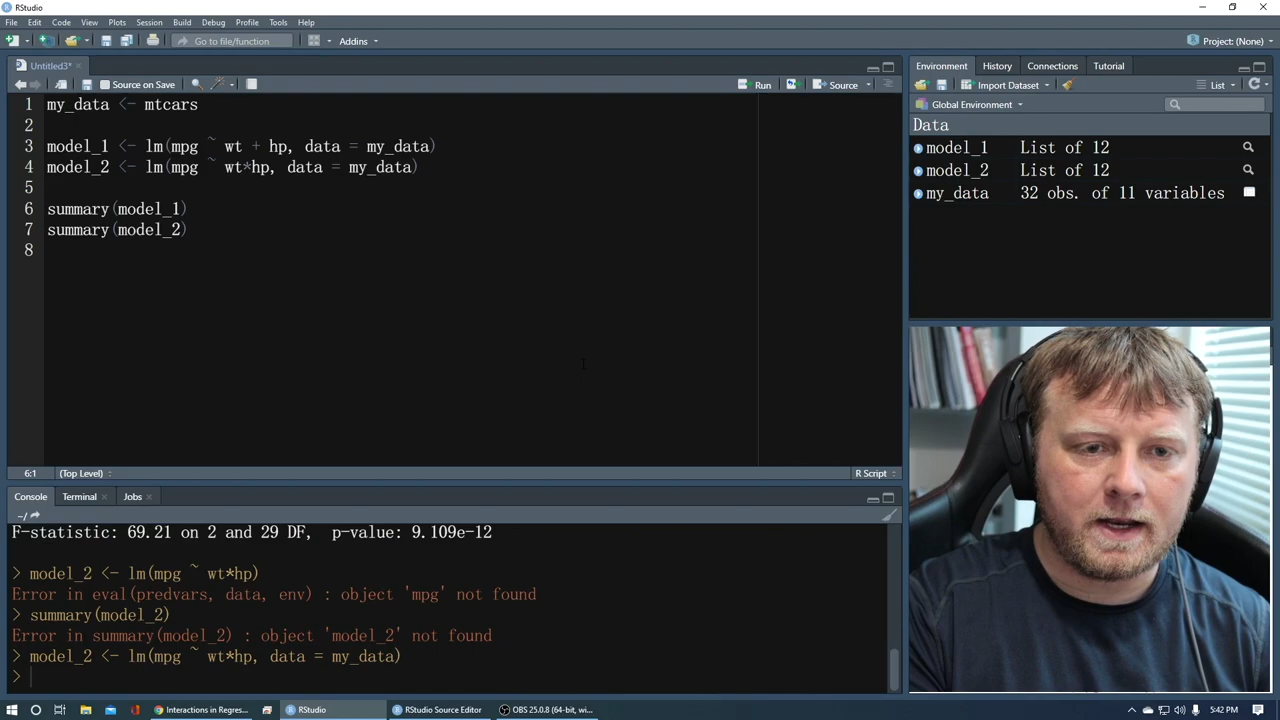 RStudio
File Edit Code View Plots Session Build Debug Profile Tools Help
Go to file/function Addins Project: (None)
Untitled3*
Source on Save Run Source
1 my_data <- mtcars
2
3 model_1 <- lm(mpg ~ wt + hp, data = my_data)
4 model_2 <- lm(mpg ~ wt*hp, data = my_data)
5
6 summary(model_1)
7 summary(model_2)
8
6:1 (Top Level) R Script
Console Terminal Jobs
~/
F-statistic: 69.21 on 2 and 29 DF, p-value: 9.109e-12
> model_2 <- lm(mpg ~ wt*hp)
Error in eval(predvars, data, env) : object 'mpg' not found
> summary(model_2)
Error in summary(model_2) : object 'model_2' not found
> model_2 <- lm(mpg ~ wt*hp, data = my_data)
>
Environment History Connections Tutorial
Import Dataset List
Global Environment
Data
model_1 List of 12
model_2 List of 12
my_data 32 obs. of 11 variables
Interactions in Regres... RStudio RStudio Source Editor OBS 25.0.8 (64-bit, wi... 5:42 PM